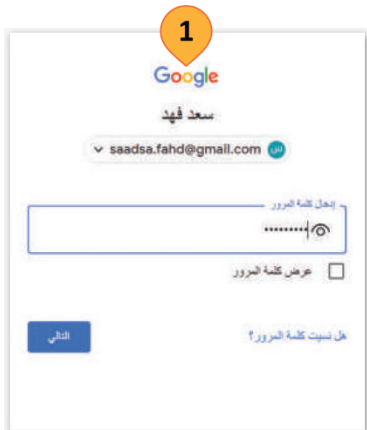 1
Google
سعد فهد
saadsa.fahd@gmail.com س
إدخال كلمة المرور
عرض كلمة المرور
هل نسيت كلمة المرور؟
التالي